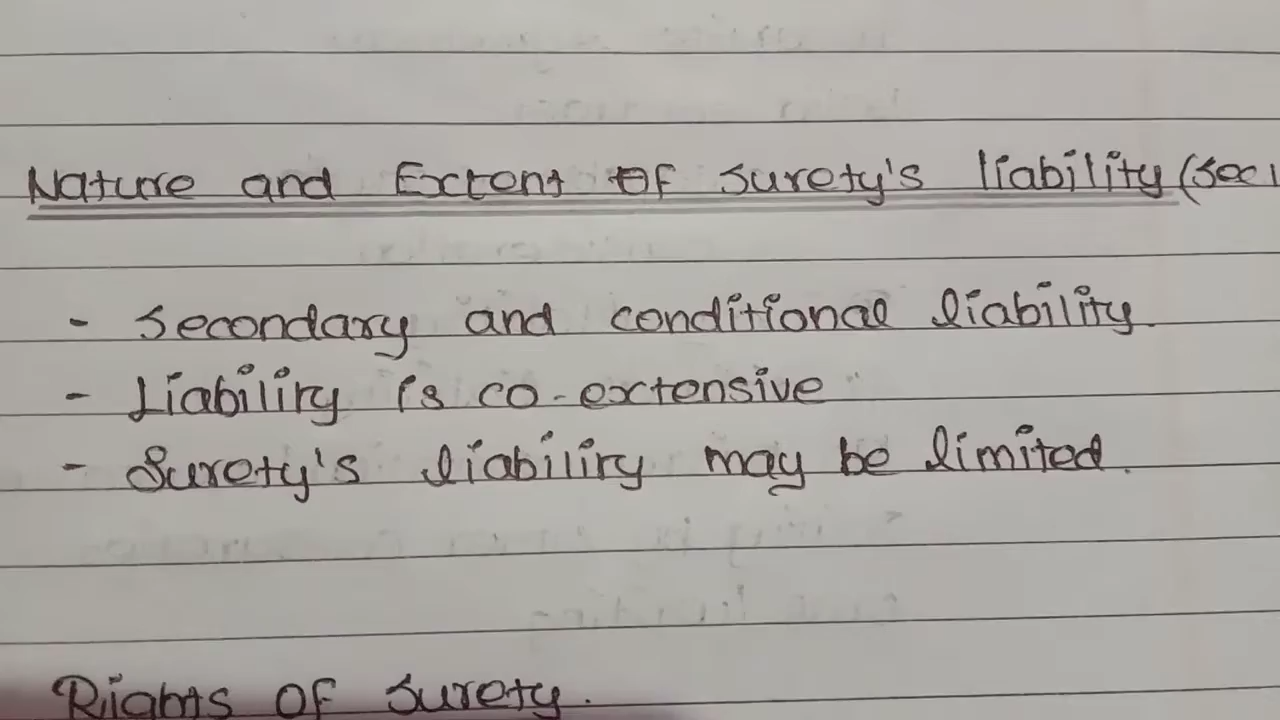 Nature and Extent of surety's liability (Sec
- Secondary and conditional liability.
- Liability is co-extensive
- Surety's liability may be limited.
Rights of surety.